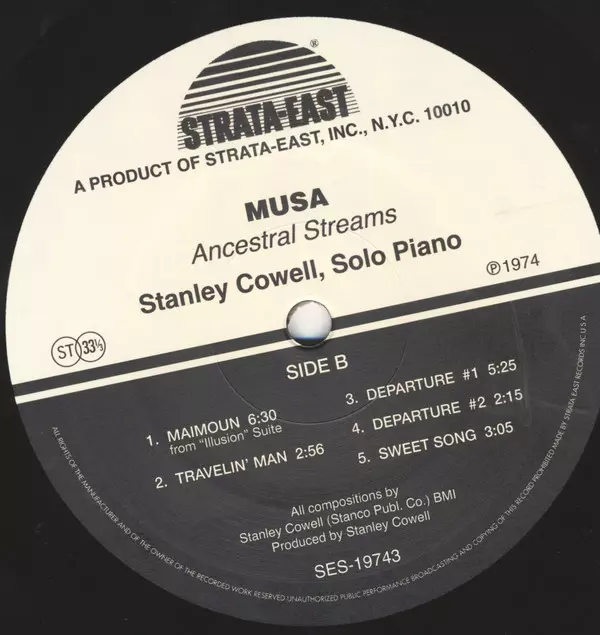 ®
STRATA-EAST
A PRODUCT OF STRATA-EAST, INC., N.Y.C. 10010
MUSA
Ancestral Streams
Stanley Cowell, Solo Piano
℗1974
ST 33⅓
SIDE B
1. MAIMOUN 6:30
from "Illusion" Suite
2. TRAVELIN' MAN 2:56
3. DEPARTURE #1 5:25
4. DEPARTURE #2 2:15
5. SWEET SONG 3:05
All compositions by
Stanley Cowell (Stanco Publ. Co.) BMI
Produced by Stanley Cowell
SES-19743
ALL RIGHTS OF THE MANUFACTURER AND OF THE OWNER OF THE RECORDED WORK RESERVED UNAUTHORIZED PUBLIC PERFORMANCE BROADCASTING AND COPYING OF THIS RECORD PROHIBITED MADE BY STRATA EAST RECORDS INC U S A